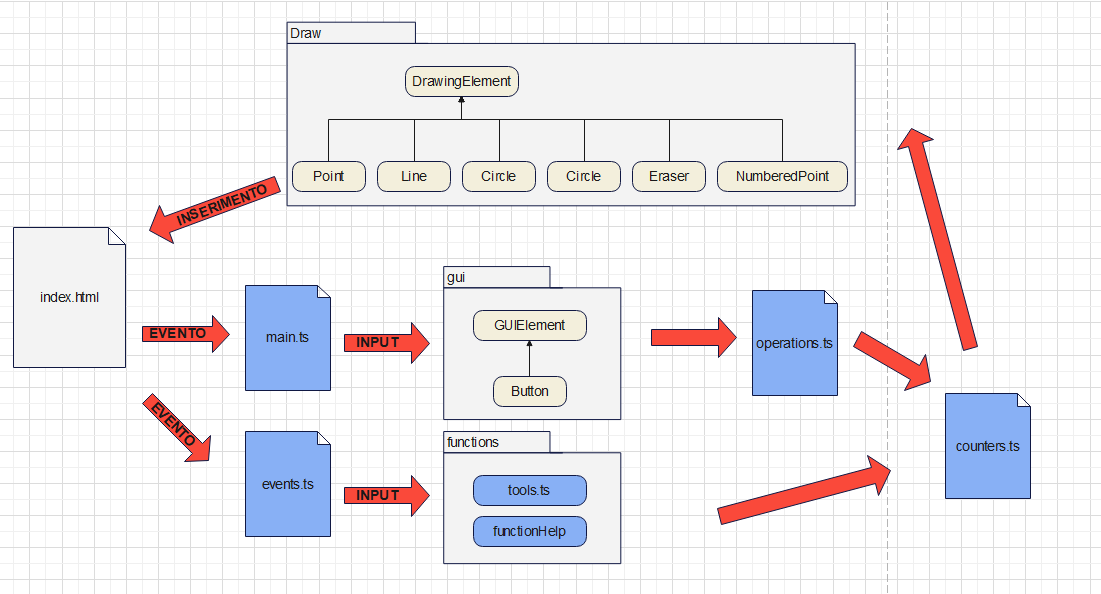 Draw
DrawingElement
Point
Line
Circle
Circle
Eraser
NumberedPoint
INSERIMENTO
index.html
EVENTO
main.ts
INPUT
gui
GUIElement
Button
operations.ts
EVENTO
events.ts
INPUT
functions
tools.ts
functionHelp
counters.ts